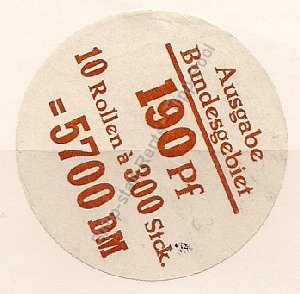 Ausgabe
Bundesgebiet
190 Pf
10 Rollen à 300 Stck.
= 5700 DM